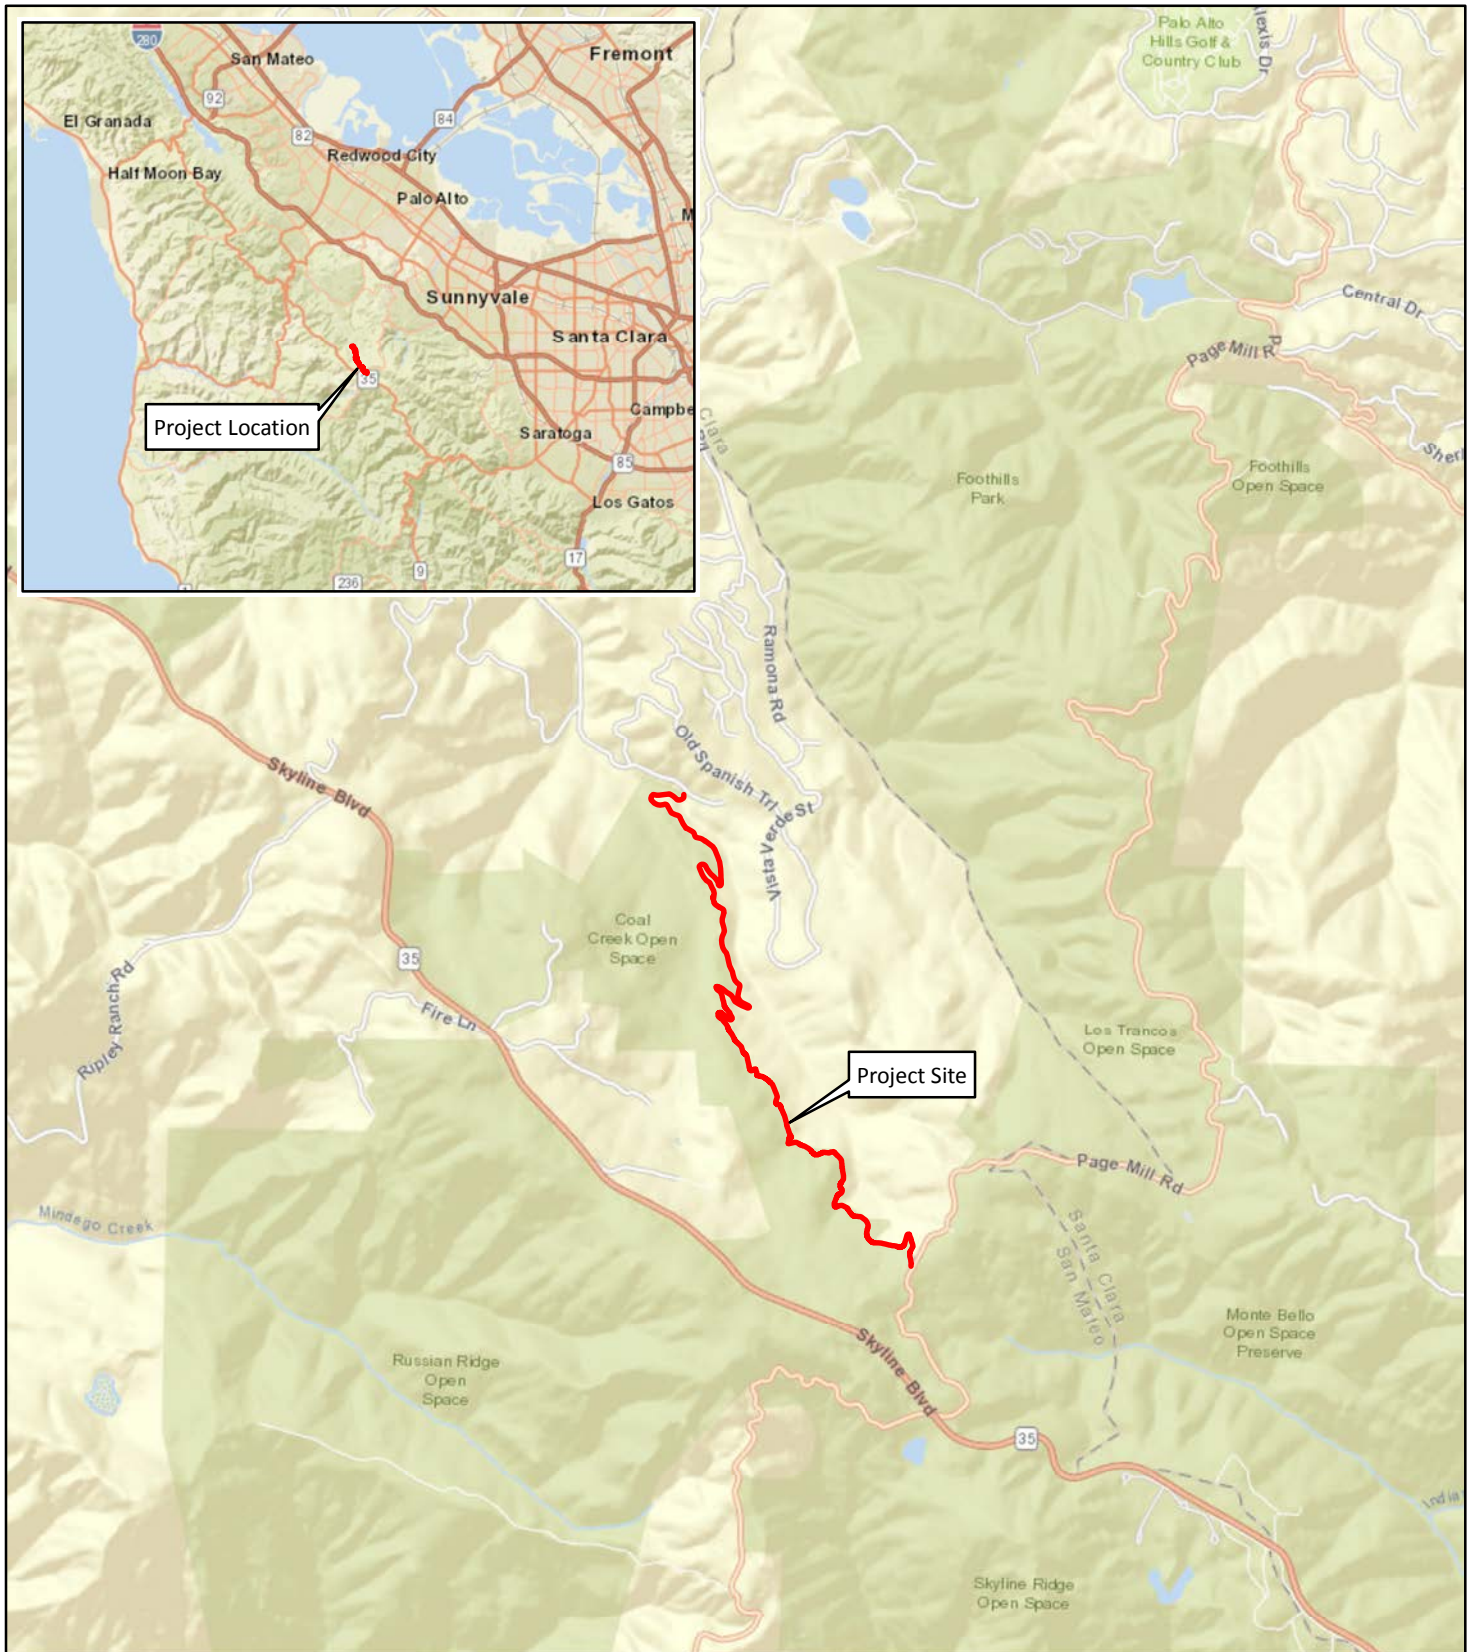 280
San Mateo
Fremont
92
El Granada
82
84
Redwood City
Half Moon Bay
Palo Alto
M
Sunnyvale
Santa Clara
35
Project Location
Campbe
Saratoga
85
Los Gatos
17
9
236
Palo Alto
Hills Golf &
Country Club
Alexis Dr
Central Dr
Page Mill R
Clara
Foothills
Park
Foothills
Open Space
Ramona Rd
Old Spanish Trl
Skyline Blvd
Vista Verde St
Coal
Creek Open
Space
35
Ripley Ranch Rd
Fire Ln
Los Trancos
Open Space
Project Site
Page Mill Rd
Mindego Creek
Santa Clara
San Mateo
Monte Bello
Open Space
Preserve
Russian Ridge
Open
Space
Skyline Blvd
35
India
Skyline Ridge
Open Space